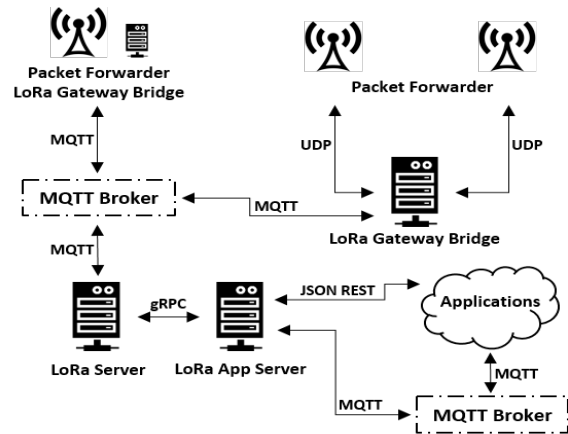 Packet Forwarder
LoRa Gateway Bridge
Packet Forwarder
MQTT
UDP
UDP
MQTT Broker
MQTT
LoRa Gateway Bridge
MQTT
gRPC
JSON REST
Applications
LoRa Server
LoRa App Server
MQTT
MQTT
MQTT Broker